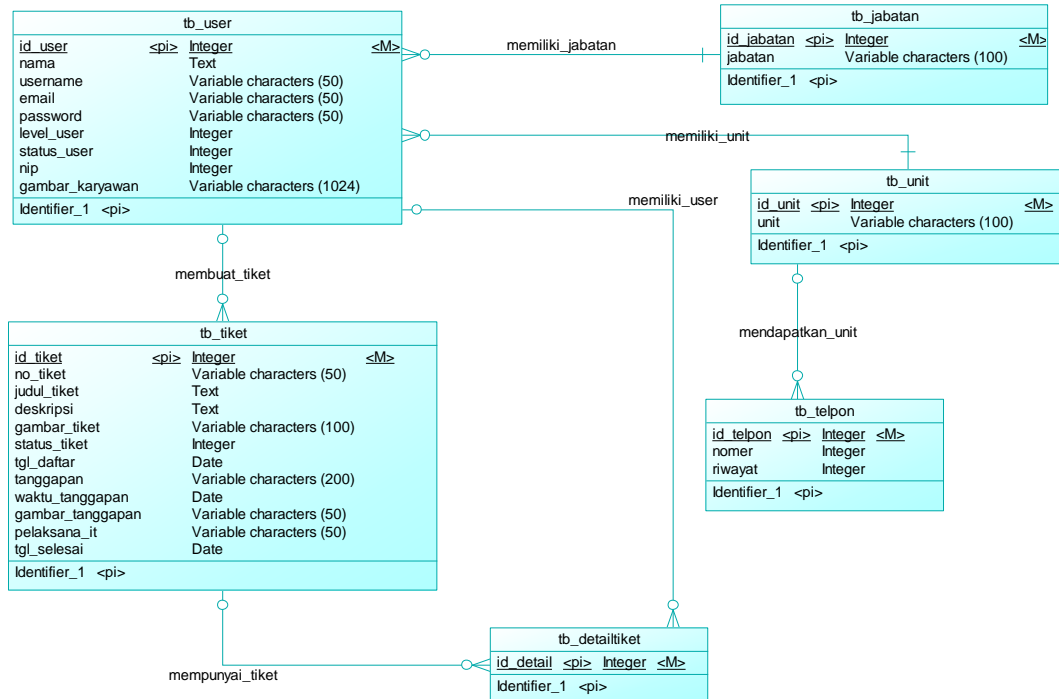 tb_user
id_user <pi> Integer <M>
nama Text
username Variable characters (50)
email Variable characters (50)
password Variable characters (50)
level_user Integer
status_user Integer
nip Integer
gambar_karyawan Variable characters (1024)
Identifier_1 <pi>
memiliki_jabatan
tb_jabatan
id_jabatan <pi> Integer <M>
jabatan Variable characters (100)
Identifier_1 <pi>
memiliki_unit
tb_unit
id_unit <pi> Integer <M>
unit Variable characters (100)
Identifier_1 <pi>
memiliki_user
membuat_tiket
tb_tiket
id_tiket <pi> Integer <M>
no_tiket Variable characters (50)
judul_tiket Text
deskripsi Text
gambar_tiket Variable characters (100)
status_tiket Integer
tgl_daftar Date
tanggapan Variable characters (200)
waktu_tanggapan Date
gambar_tanggapan Variable characters (50)
pelaksana_it Variable characters (50)
tgl_selesai Date
Identifier_1 <pi>
mendapatkan_unit
tb_telpon
id_telpon <pi> Integer <M>
nomer Integer
riwayat Integer
Identifier_1 <pi>
mempunyai_tiket
tb_detailtiket
id_detail <pi> Integer <M>
Identifier_1 <pi>